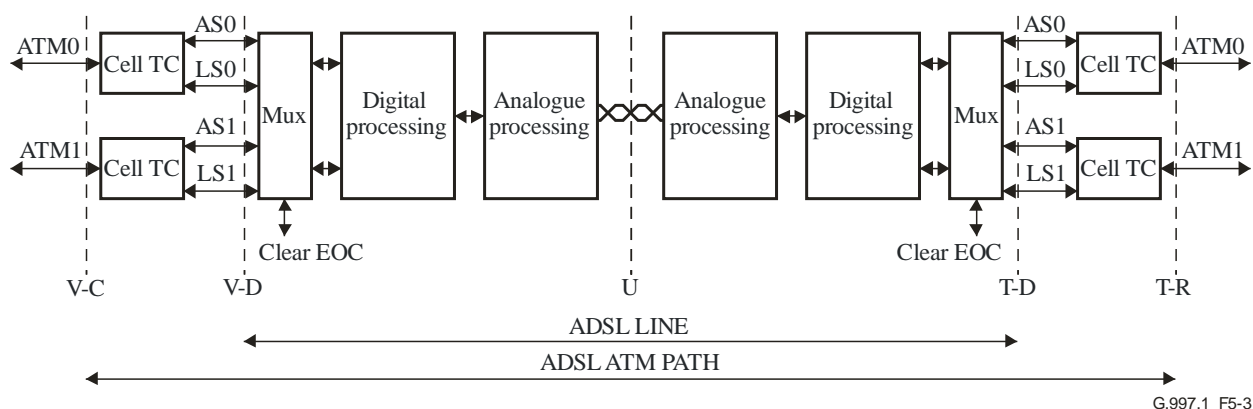 AS0 AS0
ATM0 ATM0
Cell TC Cell TC
LS0 LS0
Mux Digital processing Analogue processing Analogue processing Digital processing Mux
AS1 AS1
ATM1 ATM1
Cell TC Cell TC
LS1 LS1
Clear EOC Clear EOC
V-C V-D U T-D T-R
ADSL LINE
ADSL ATM PATH
G.997.1_F5-3